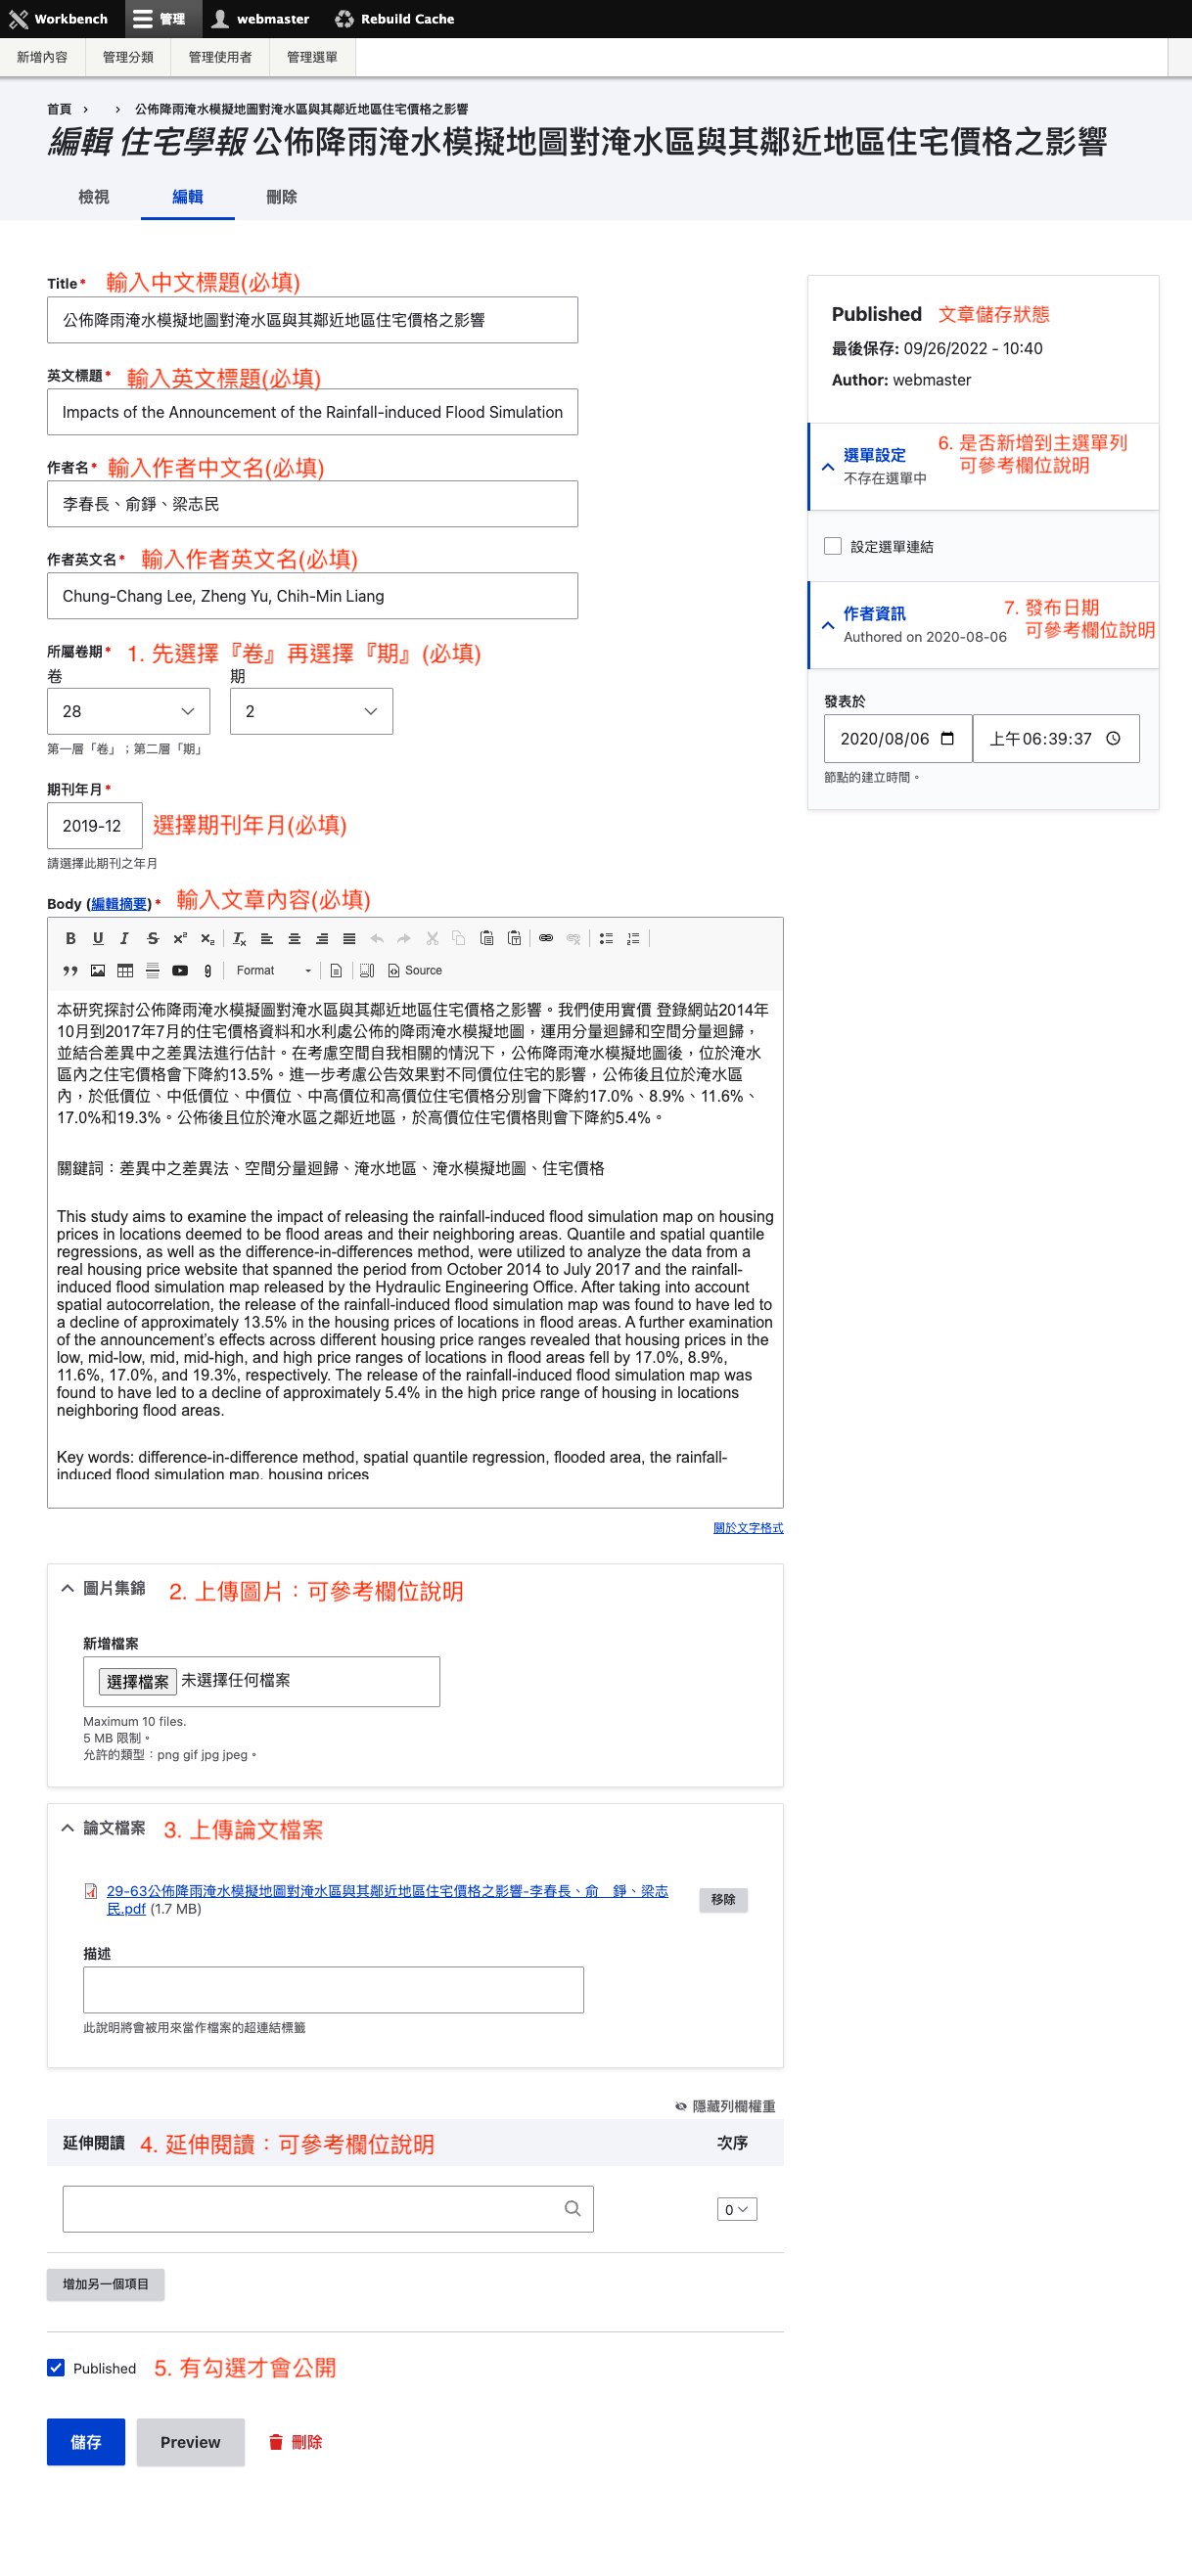 Workbench 管理 webmaster Rebuild Cache
新增內容 管理分類 管理使用者 管理選單
首頁 › › 公佈降雨淹水模擬地圖對淹水區與其鄰近地區住宅價格之影響
編輯 住宅學報 公佈降雨淹水模擬地圖對淹水區與其鄰近地區住宅價格之影響
檢視 編輯 刪除
Title* 輸入中文標題(必填)
公佈降雨淹水模擬地圖對淹水區與其鄰近地區住宅價格之影響
英文標題* 輸入英文標題(必填)
Impacts of the Announcement of the Rainfall-induced Flood Simulation
作者名* 輸入作者中文名(必填)
李春長、俞錚、梁志民
作者英文名* 輸入作者英文名(必填)
Chung-Chang Lee, Zheng Yu, Chih-Min Liang
所屬卷期* 1. 先選擇『卷』再選擇『期』(必填)
卷 期
28 2
第一層「卷」；第二層「期」
期刊年月*
2019-12 選擇期刊年月(必填)
請選擇此期刊之年月
Body (編輯摘要)* 輸入文章內容(必填)
B U I S x² x₂ Tx
Format Source
本研究探討公佈降雨淹水模擬圖對淹水區與其鄰近地區住宅價格之影響。我們使用實價 登錄網站2014年
10月到2017年7月的住宅價格資料和水利處公佈的降雨淹水模擬地圖，運用分量迴歸和空間分量迴歸，
並結合差異中之差異法進行估計。在考慮空間自我相關的情況下，公佈降雨淹水模擬地圖後，位於淹水
區內之住宅價格會下降約13.5%。進一步考慮公告效果對不同價位住宅的影響，公佈後且位於淹水區
內，於低價位、中低價位、中價位、中高價位和高價位住宅價格分別會下降約17.0%、8.9%、11.6%、
17.0%和19.3%。公佈後且位於淹水區之鄰近地區，於高價位住宅價格則會下降約5.4%。
關鍵詞：差異中之差異法、空間分量迴歸、淹水地區、淹水模擬地圖、住宅價格
This study aims to examine the impact of releasing the rainfall-induced flood simulation map on housing
prices in locations deemed to be flood areas and their neighboring areas. Quantile and spatial quantile
regressions, as well as the difference-in-differences method, were utilized to analyze the data from a
real housing price website that spanned the period from October 2014 to July 2017 and the rainfall-
induced flood simulation map released by the Hydraulic Engineering Office. After taking into account
spatial autocorrelation, the release of the rainfall-induced flood simulation map was found to have led to
a decline of approximately 13.5% in the housing prices of locations in flood areas. A further examination
of the announcement's effects across different housing price ranges revealed that housing prices in the
low, mid-low, mid, mid-high, and high price ranges of locations in flood areas fell by 17.0%, 8.9%,
11.6%, 17.0%, and 19.3%, respectively. The release of the rainfall-induced flood simulation map was
found to have led to a decline of approximately 5.4% in the high price range of housing in locations
neighboring flood areas.
Key words: difference-in-difference method, spatial quantile regression, flooded area, the rainfall-
induced flood simulation map, housing prices
關於文字格式
圖片集錦 2. 上傳圖片：可參考欄位說明
新增檔案
選擇檔案 未選擇任何檔案
Maximum 10 files.
5 MB 限制。
允許的類型：png gif jpg jpeg。
論文檔案 3. 上傳論文檔案
29-63公佈降雨淹水模擬地圖對淹水區與其鄰近地區住宅價格之影響-李春長、俞　錚、梁志
民.pdf (1.7 MB)
移除
描述
此說明將會被用來當作檔案的超連結標籤
隱藏列欄權重
延伸閱讀 4. 延伸閱讀：可參考欄位說明 次序
0
增加另一個項目
Published 5. 有勾選才會公開
儲存 Preview 刪除
Published 文章儲存狀態
最後保存: 09/26/2022 - 10:40
Author: webmaster
選單設定
不存在選單中
6. 是否新增到主選單列
可參考欄位說明
設定選單連結
作者資訊
Authored on 2020-08-06
7. 發布日期
可參考欄位說明
發表於
2020/08/06 上午06:39:37
節點的建立時間。